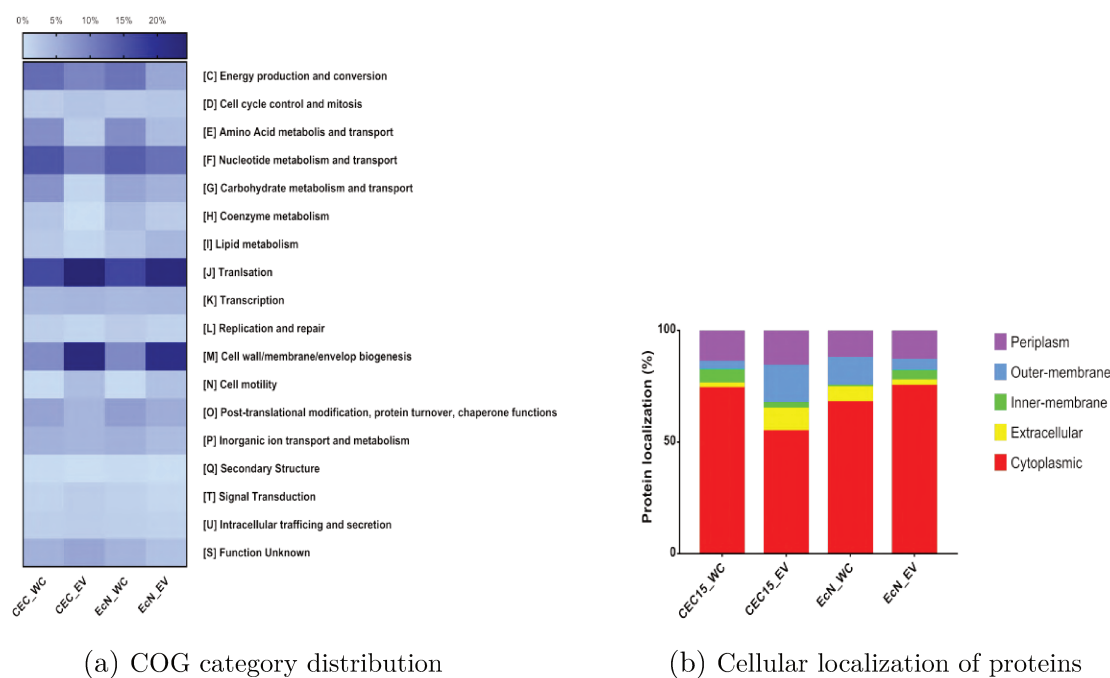 0% 5% 10% 15% 20%
[C] Energy production and conversion
[D] Cell cycle control and mitosis
[E] Amino Acid metabolis and transport
[F] Nucleotide metabolism and transport
[G] Carbohydrate metabolism and transport
[H] Coenzyme metabolism
[I] Lipid metabolism
[J] Tranlsation
[K] Transcription
[L] Replication and repair
[M] Cell wall/membrane/envelop biogenesis
[N] Cell motility
[O] Post-translational modification, protein turnover, chaperone functions
[P] Inorganic ion transport and metabolism
[Q] Secondary Structure
[T] Signal Transduction
[U] Intracellular trafficing and secretion
[S] Function Unknown
CEC_WC CEC_EV EcN_WC EcN_EV
(a) COG category distribution
Protein localization (%)
100
50
0
CEC15_WC CEC15_EV EcN_WC EcN_EV
Periplasm
Outer-membrane
Inner-membrane
Extracellular
Cytoplasmic
(b) Cellular localization of proteins